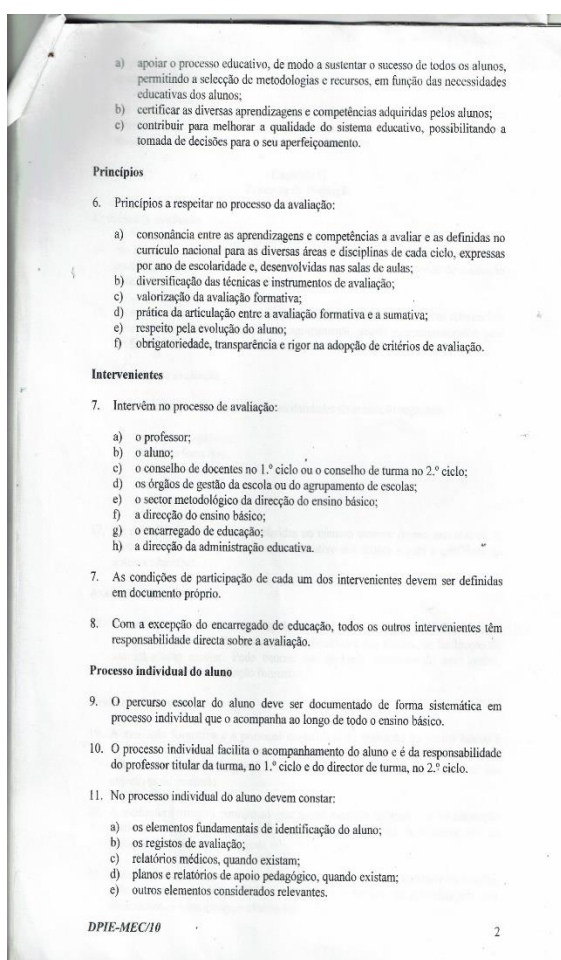 a) apoiar o processo educativo, de modo a sustentar o sucesso de todos os alunos,
permitindo a selecção de metodologias e recursos, em função das necessidades
educativas dos alunos;
b) certificar as diversas aprendizagens e competências adquiridas pelos alunos;
c) contribuir para melhorar a qualidade do sistema educativo, possibilitando a
tomada de decisões para o seu aperfeiçoamento.
Princípios
6. Princípios a respeitar no processo da avaliação:
a) consonância entre as aprendizagens e competências a avaliar e as definidas no
currículo nacional para as diversas áreas e disciplinas de cada ciclo, expressas
por ano de escolaridade e, desenvolvidas nas salas de aulas;
b) diversificação das técnicas e instrumentos de avaliação;
c) valorização da avaliação formativa;
d) prática da articulação entre a avaliação formativa e a sumativa;
e) respeito pela evolução do aluno;
f) obrigatoriedade, transparência e rigor na adopção de critérios de avaliação.
Intervenientes
7. Intervêm no processo de avaliação:
a) o professor;
b) o aluno;
c) o conselho de docentes no 1.º ciclo ou o conselho de turma no 2.º ciclo;
d) os órgãos de gestão da escola ou do agrupamento de escolas;
e) o sector metodológico da direcção do ensino básico;
f) a direcção do ensino básico;
g) o encarregado de educação;
h) a direcção da administração educativa.
7. As condições de participação de cada um dos intervenientes devem ser definidas
em documento próprio.
8. Com a excepção do encarregado de educação, todos os outros intervenientes têm
responsabilidade directa sobre a avaliação.
Processo individual do aluno
9. O percurso escolar do aluno deve ser documentado de forma sistemática em
processo individual que o acompanha ao longo de todo o ensino básico.
10. O processo individual facilita o acompanhamento do aluno e é da responsabilidade
do professor titular da turma, no 1.º ciclo e do director de turma, no 2.º ciclo.
11. No processo individual do aluno devem constar:
a) os elementos fundamentais de identificação do aluno;
b) os registos de avaliação;
c) relatórios médicos, quando existam;
d) planos e relatórios de apoio pedagógico, quando existam;
e) outros elementos considerados relevantes.
DPIE-MEC/10
2